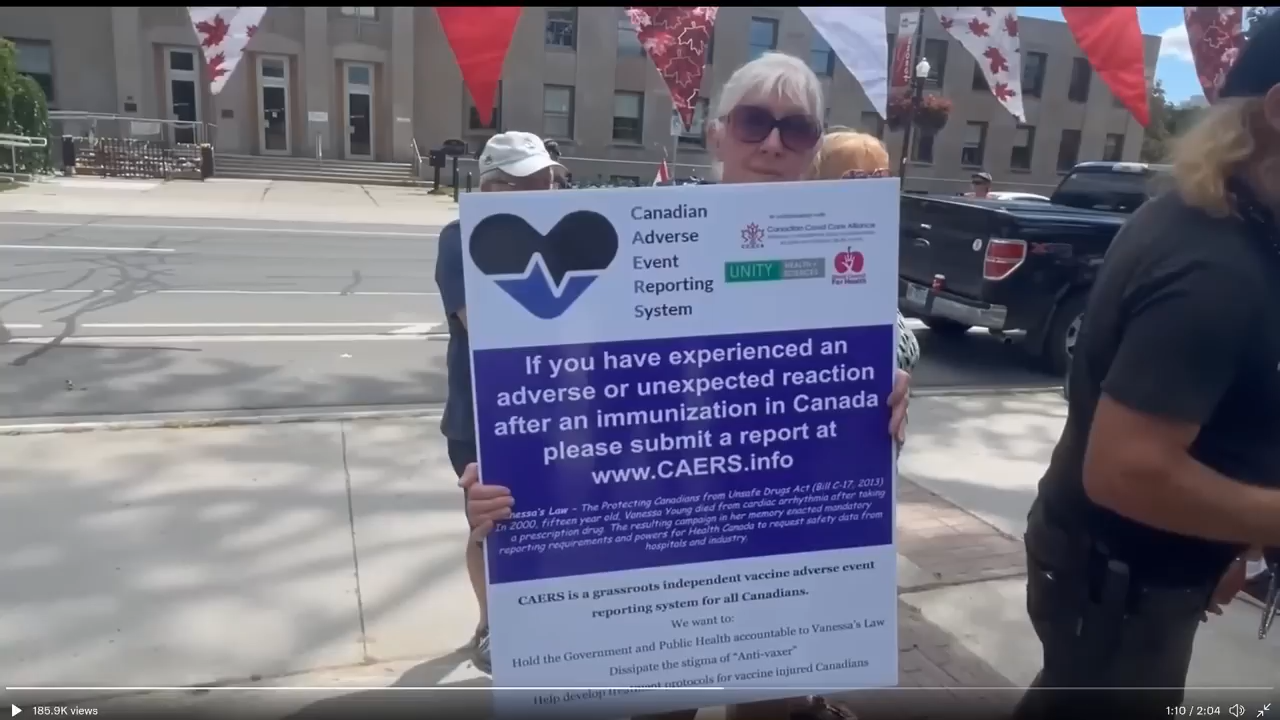 Canadian
Adverse
Event
Reporting
System
Canadian Covid Care Alliance
UNITY
HEALTH +
SCIENCES
For Health
If you have experienced an
adverse or unexpected reaction
after an immunization in Canada
please submit a report at
www.CAERS.info
nessa's Law – The Protecting Canadians from Unsafe Drugs Act (Bill C-17, 2013)
In 2000, fifteen year old, Vanessa Young died from cardiac arrhythmia after taking
a prescription drug. The resulting campaign in her memory enacted mandatory
reporting requirements and powers for Health Canada to request safety data from
hospitals and industry.
CAERS is a grassroots independent vaccine adverse event
reporting system for all Canadians.
We want to:
Hold the Government and Public Health accountable to Vanessa's Law
Dissipate the stigma of "Anti-vaxer"
Help develop treatment protocols for vaccine injured Canadians
185.9K views
1:10 / 2:04